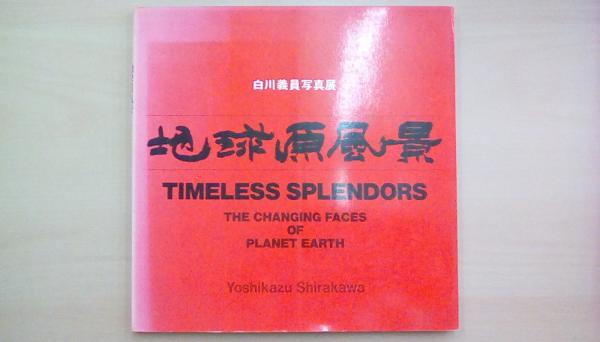 白川義員写真展
地球原風景
TIMELESS SPLENDORS
THE CHANGING FACES
OF
PLANET EARTH
Yoshikazu Shirakawa